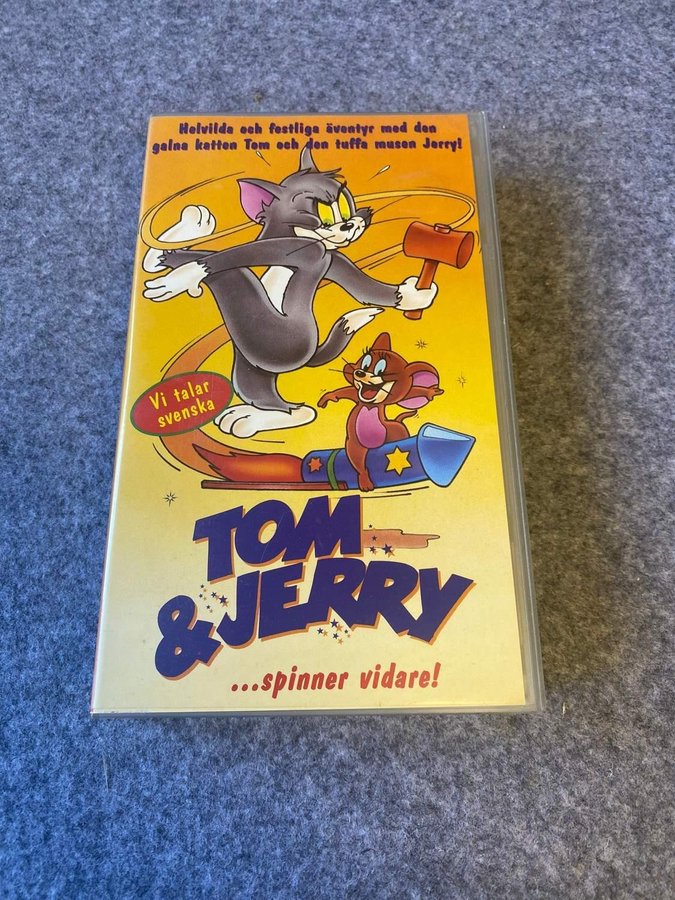 Helvilda och festliga äventyr med den
galna katten Tom och den tuffa musen Jerry!
Vi talar
svenska
TOM
& JERRY
...spinner vidare!